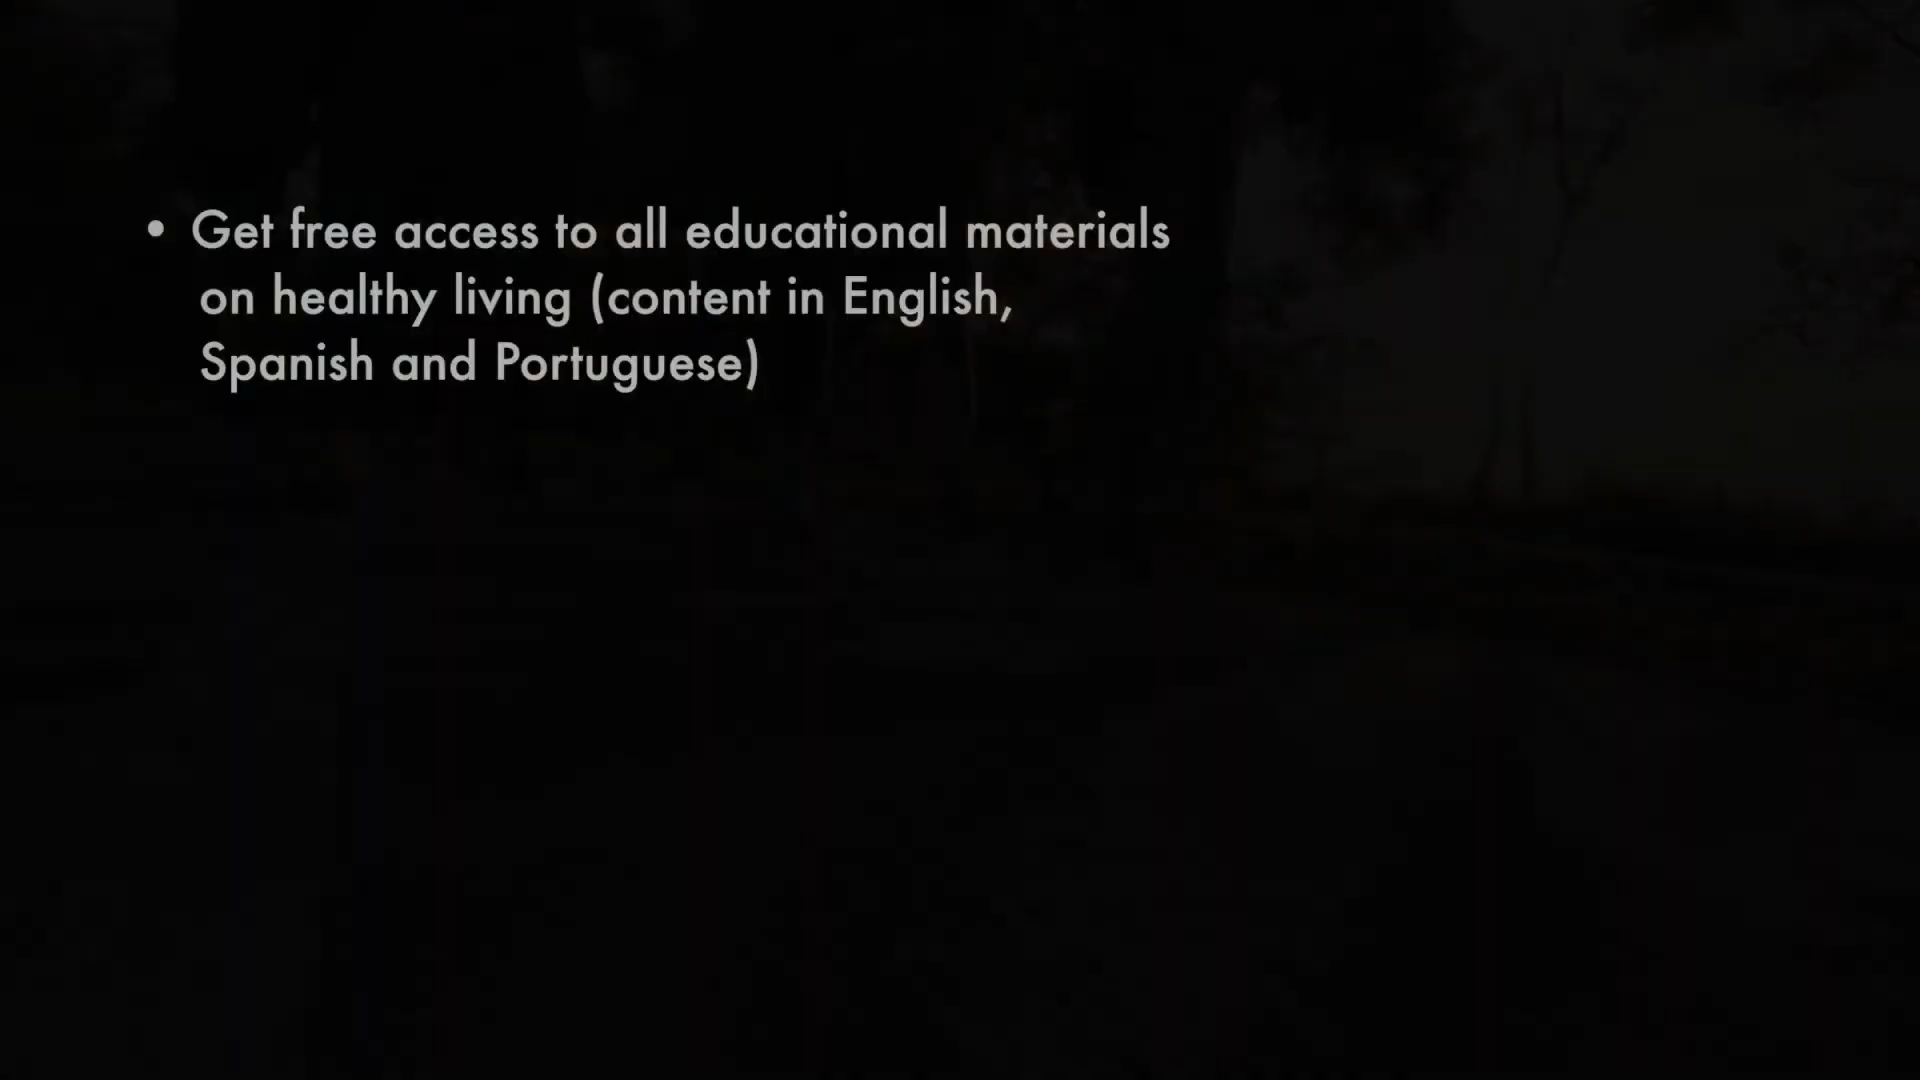 • Get free access to all educational materials
on healthy living (content in English,
Spanish and Portuguese)